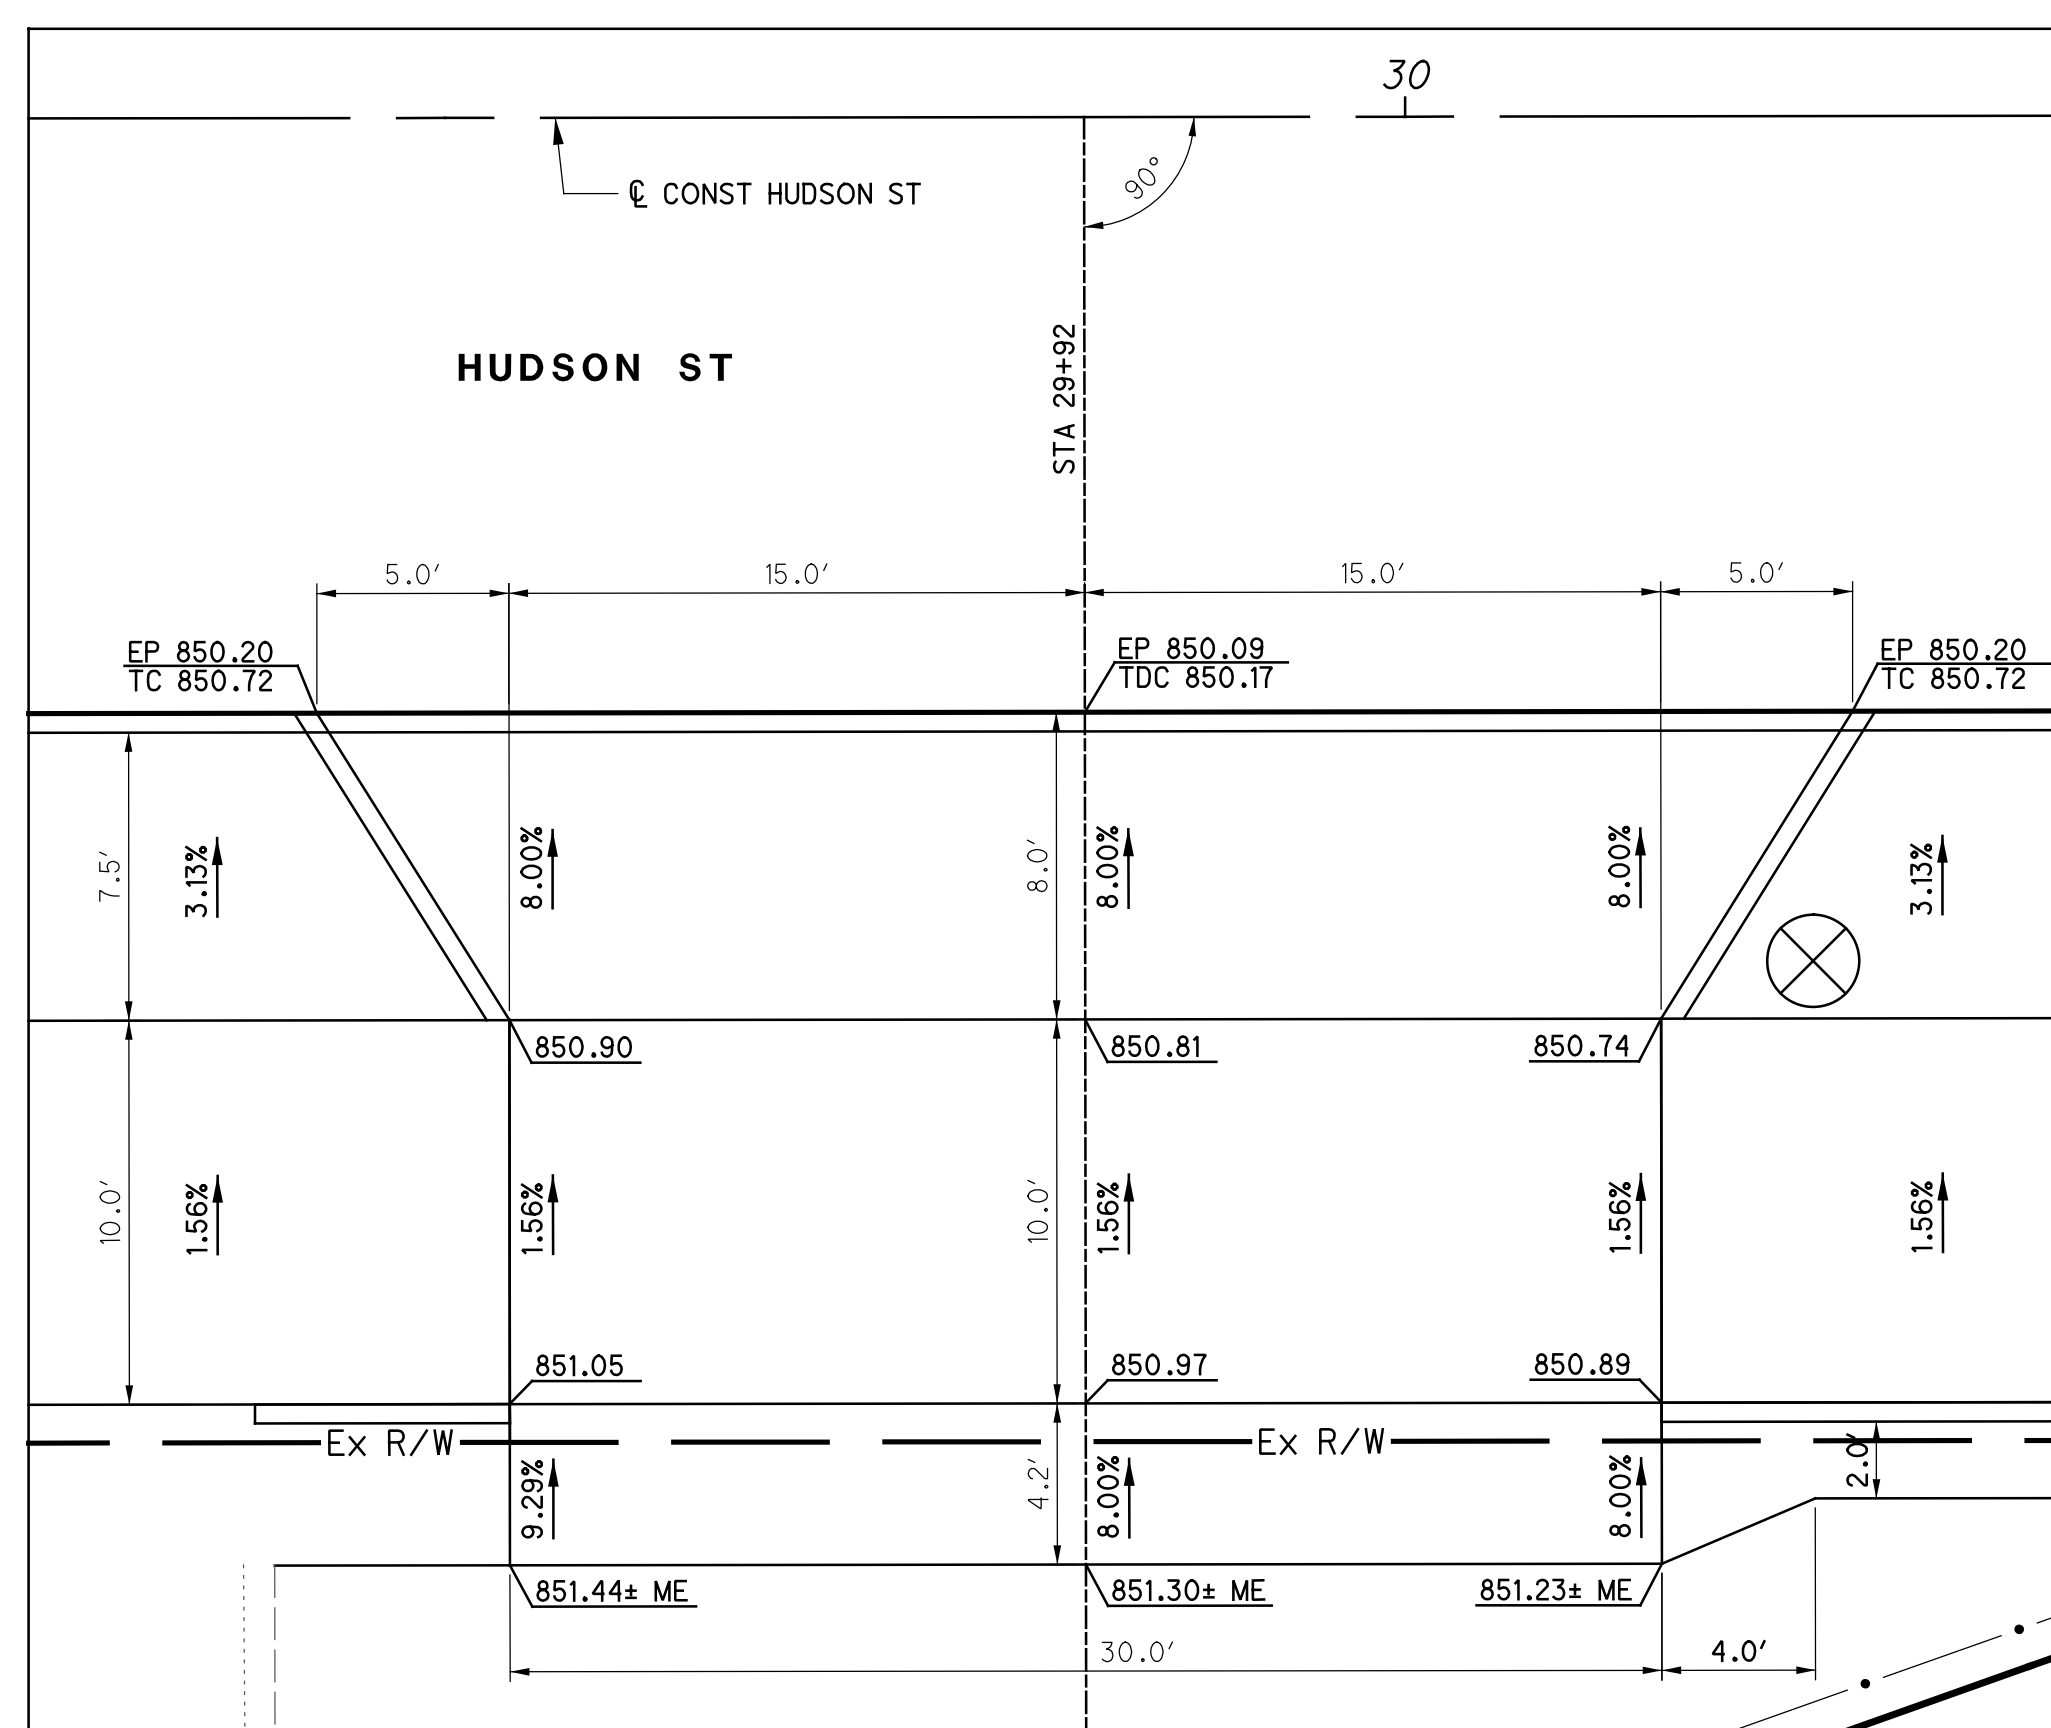 30
℄ CONST HUDSON ST
90°
HUDSON ST
STA 29+92
5.0'
15.0'
15.0'
5.0'
EP 850.20
TC 850.72
EP 850.09
TDC 850.17
EP 850.20
TC 850.72
7.5'
3.13%
8.00%
8.0'
8.00%
8.00%
3.13%
850.90
850.81
850.74
10.0'
1.56%
1.56%
10.0'
1.56%
1.56%
1.56%
851.05
850.97
850.89
Ex R/W
Ex R/W
9.29%
4.2'
8.00%
8.00%
2.0'
851.44± ME
851.30± ME
851.23± ME
30.0'
4.0'